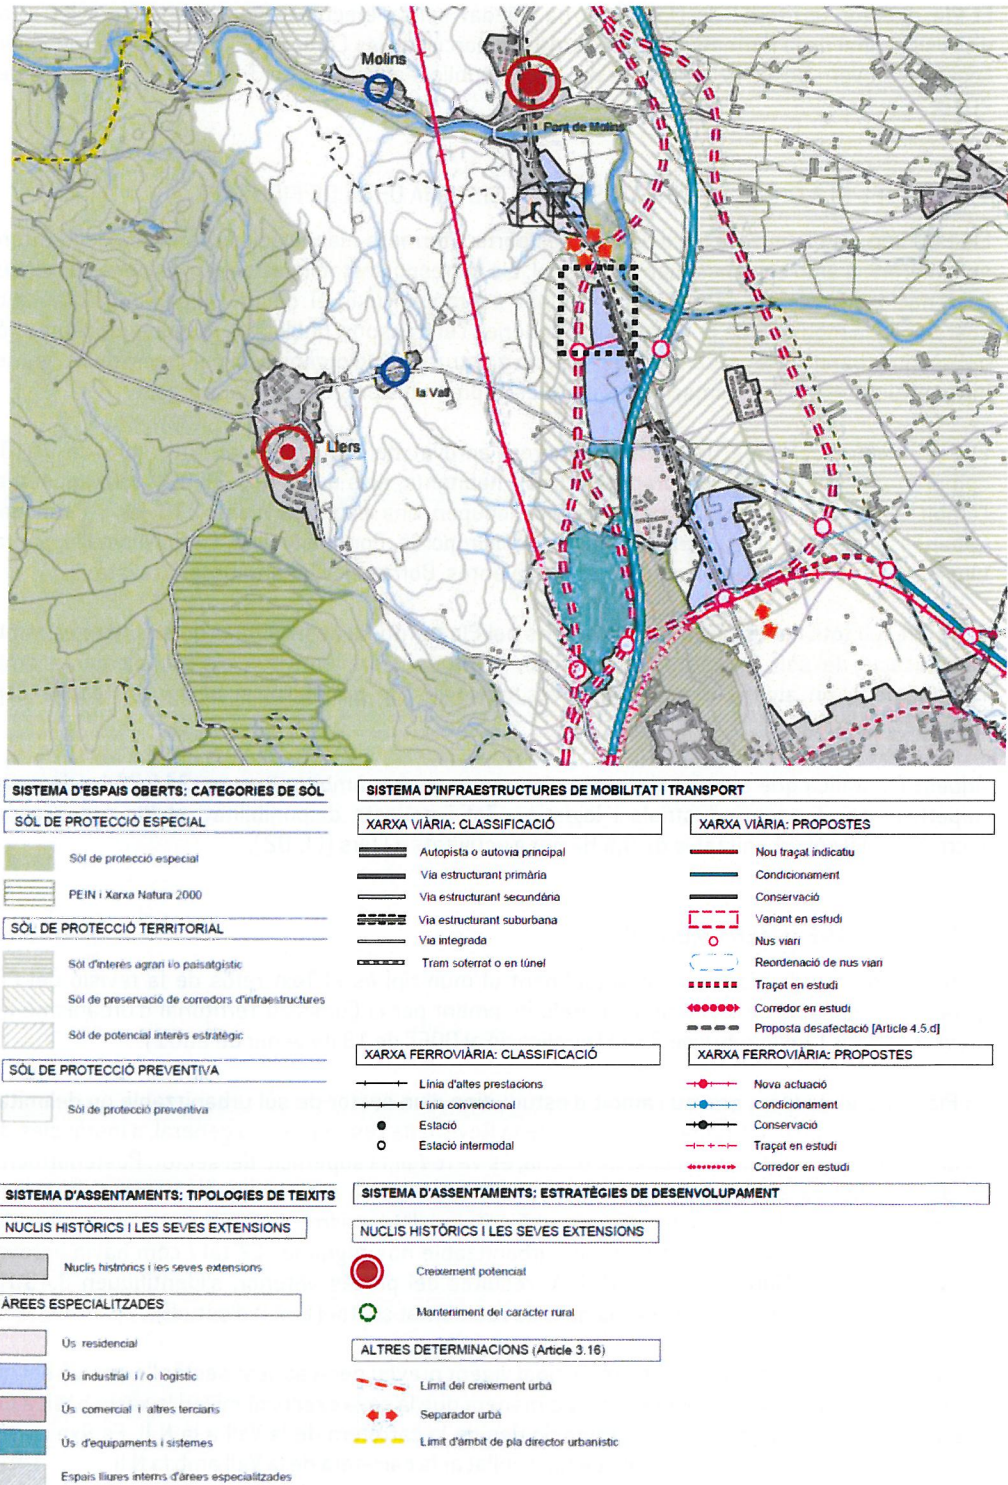 Molins
Pont de Molins
la Vall
Llers
SISTEMA D'ESPAIS OBERTS: CATEGORIES DE SÒL
SÒL DE PROTECCIÓ ESPECIAL
Sòl de protecció especial
PEIN i Xarxa Natura 2000
SÒL DE PROTECCIÓ TERRITORIAL
Sòl d'interès agrari i/o paisatgístic
Sòl de preservació de corredors d'infraestructures
Sòl de potencial interès estratègic
SÒL DE PROTECCIÓ PREVENTIVA
Sòl de protecció preventiva
SISTEMA D'INFRAESTRUCTURES DE MOBILITAT I TRANSPORT
XARXA VIÀRIA: CLASSIFICACIÓ
Autopista o autovia principal
Via estructurant primària
Via estructurant secundària
Via estructurant suburbana
Via integrada
Tram soterrat o en túnel
XARXA VIÀRIA: PROPOSTES
Nou traçat indicatiu
Condicionament
Conservació
Variant en estudi
Nus viari
Reordenació de nus viari
Traçat en estudi
Corredor en estudi
Proposta desafectació [Article 4.5.d]
XARXA FERROVIÀRIA: CLASSIFICACIÓ
Línia d'altes prestacions
Línia convencional
Estació
Estació intermodal
XARXA FERROVIÀRIA: PROPOSTES
Nova actuació
Condicionament
Conservació
Traçat en estudi
Corredor en estudi
SISTEMA D'ASSENTAMENTS: TIPOLOGIES DE TEIXITS
NUCLIS HISTÒRICS I LES SEVES EXTENSIONS
Nuclis històrics i les seves extensions
ÀREES ESPECIALITZADES
Ús residencial
Ús industrial i/o logístic
Ús comercial i altres terciaris
Ús d'equipaments i sistemes
Espais lliures interns d'àrees especialitzades
SISTEMA D'ASSENTAMENTS: ESTRATÈGIES DE DESENVOLUPAMENT
NUCLIS HISTÒRICS I LES SEVES EXTENSIONS
Creixement potencial
Manteniment del caràcter rural
ALTRES DETERMINACIONS (Article 3.16)
Límit del creixement urbà
Separador urbà
Límit d'àmbit de pla director urbanístic